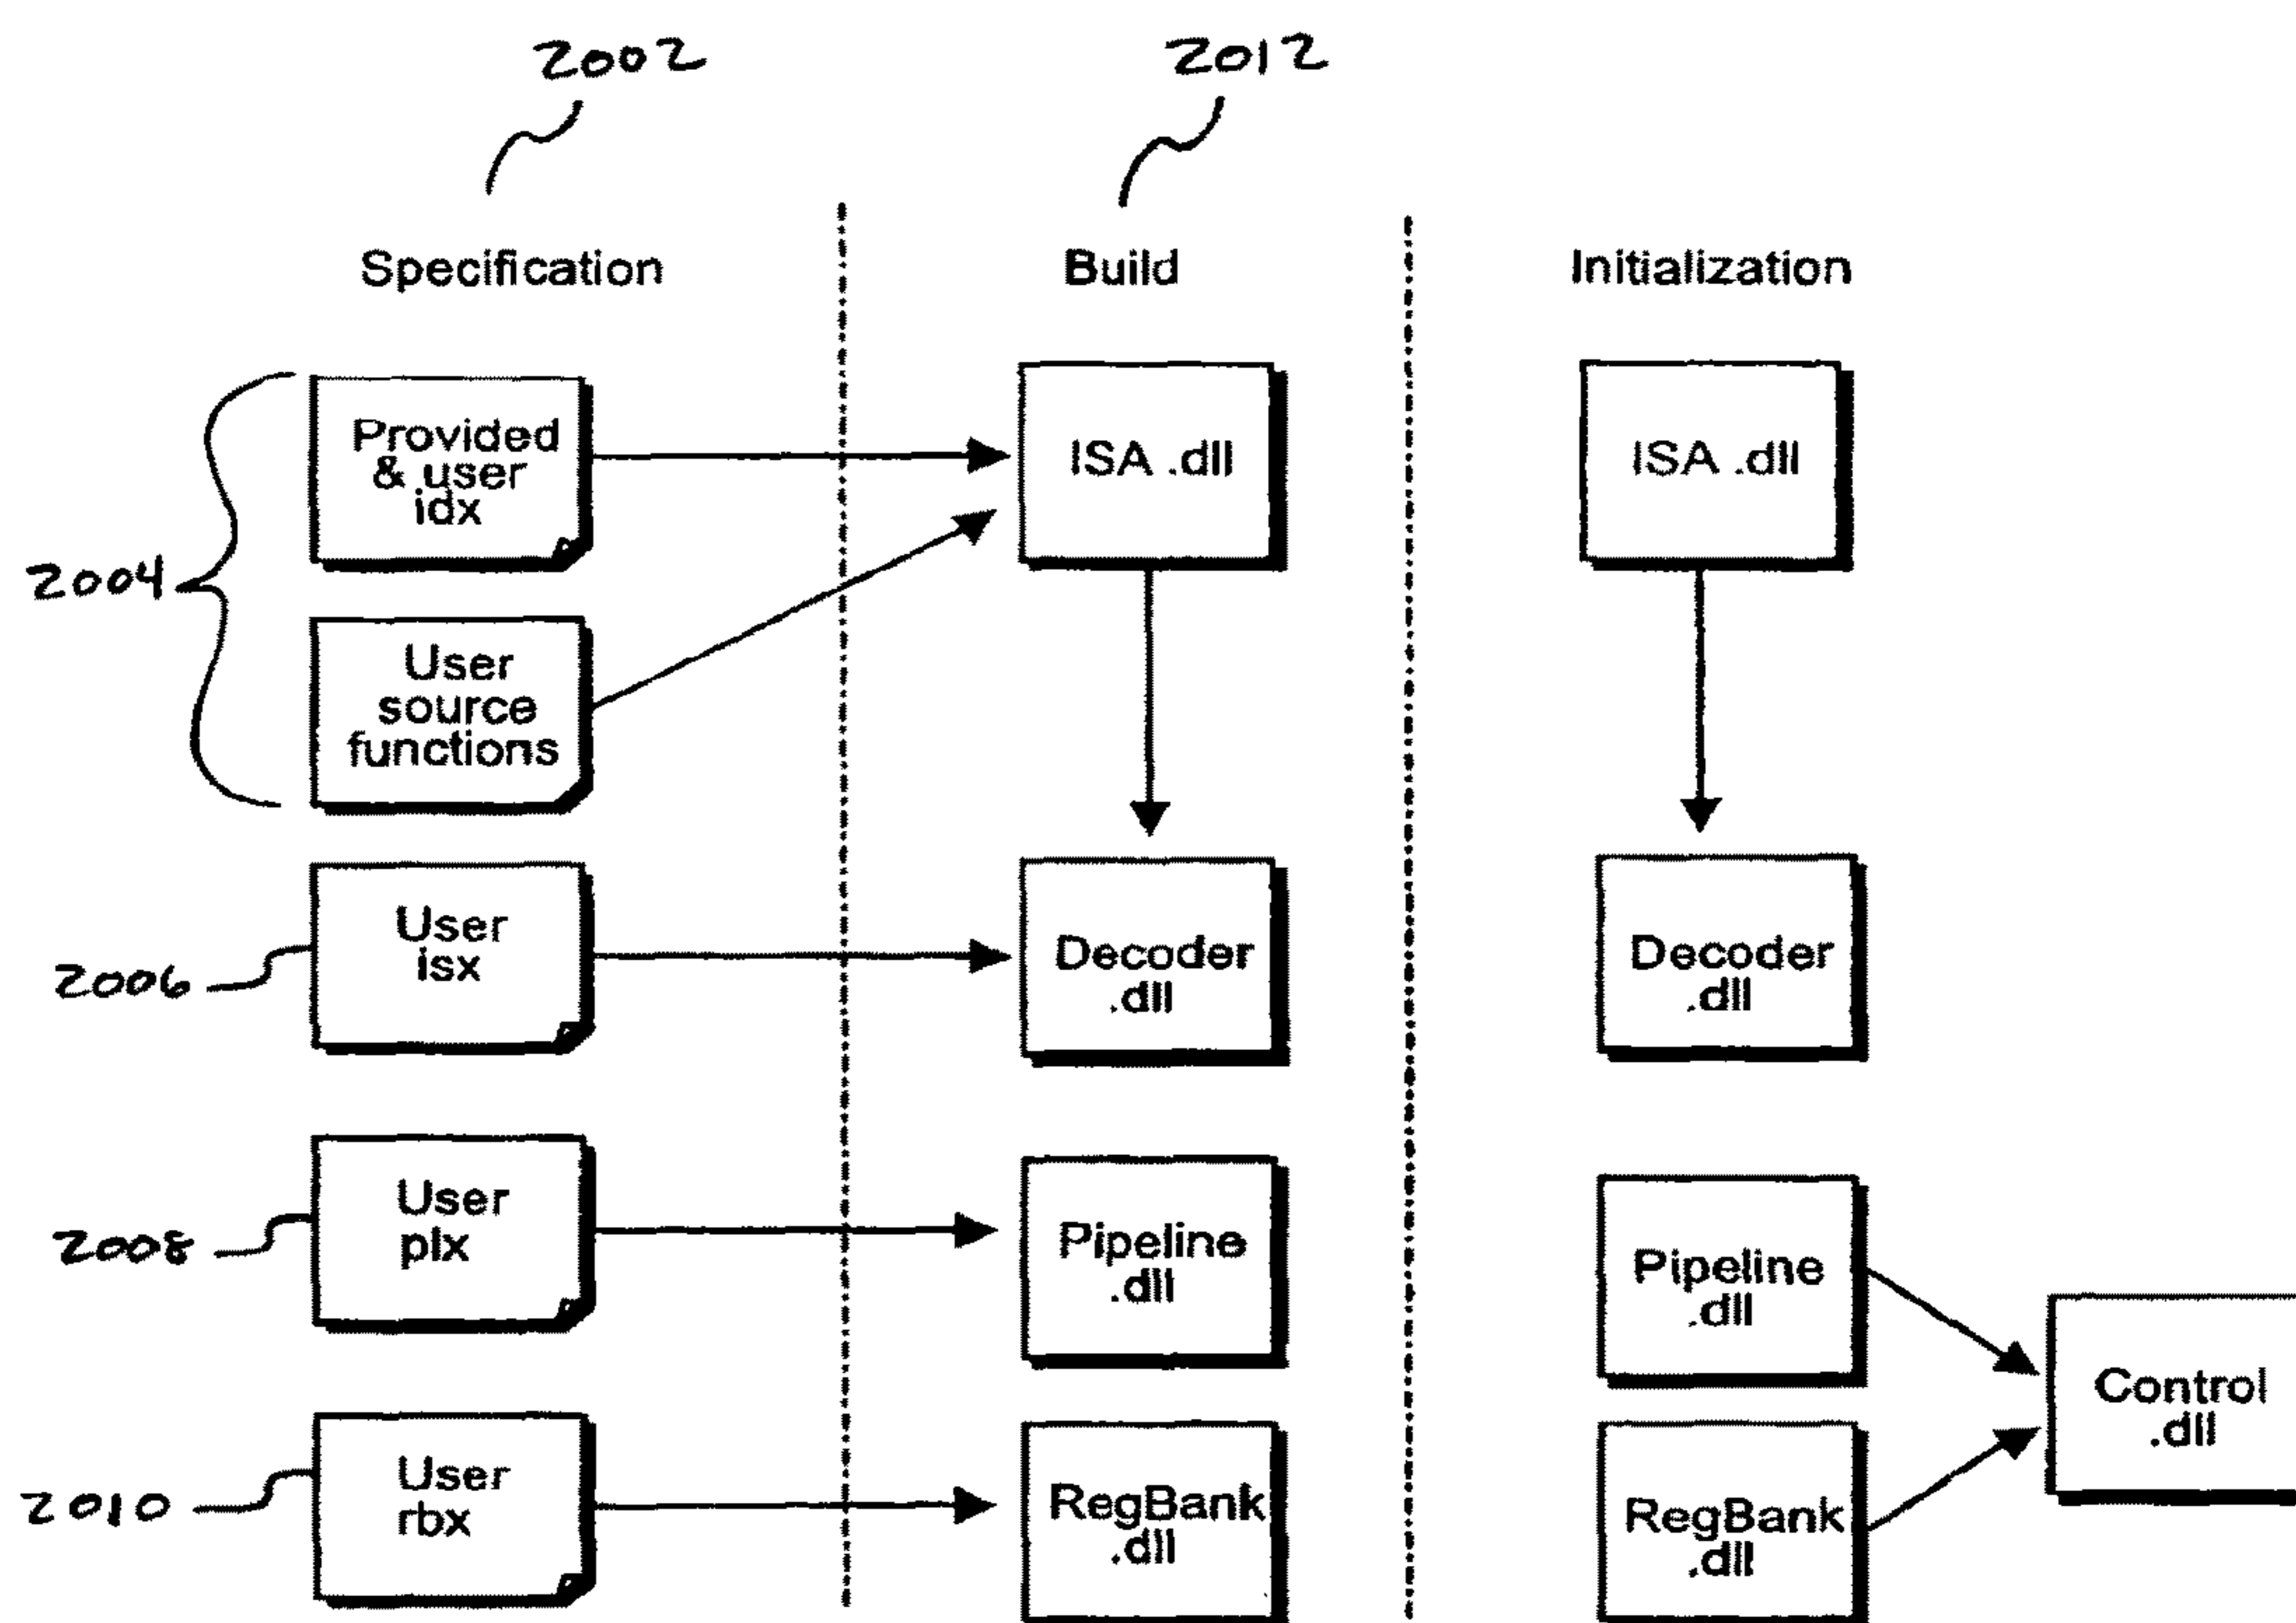 2002
2012
Specification
Build
Initialization
2004
Provided
& user
idx
ISA .dll
ISA .dll
User
source
functions
2006
User
isx
Decoder
.dll
Decoder
.dll
2008
User
plx
Pipeline
.dll
Pipeline
.dll
Control
.dll
2010
User
rbx
RegBank
.dll
RegBank
.dll